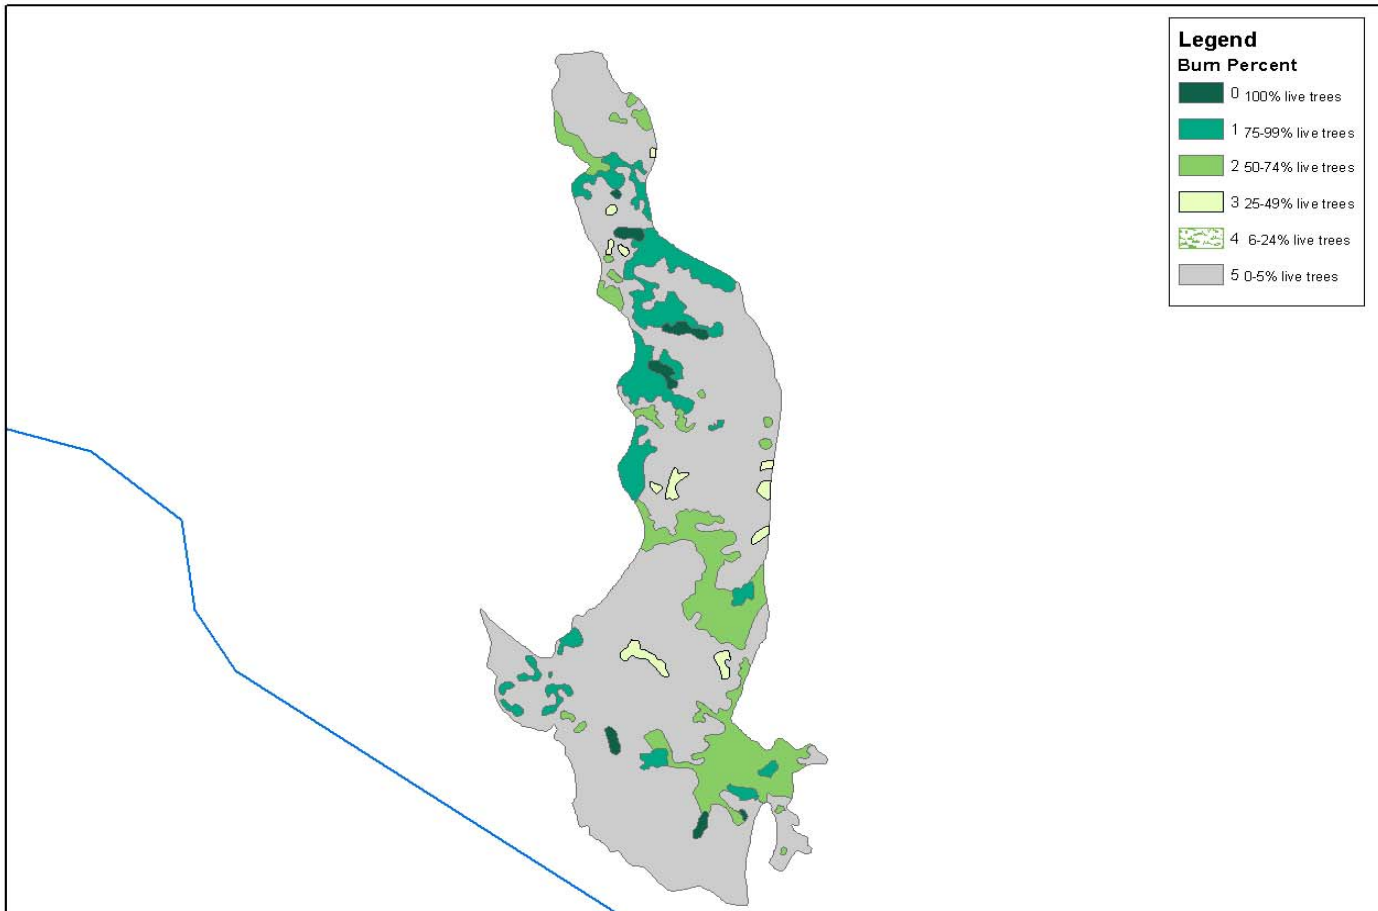 Legend
Burn Percent
0 100% live trees
1 75-99% live trees
2 50-74% live trees
3 25-49% live trees
4 6-24% live trees
5 0-5% live trees